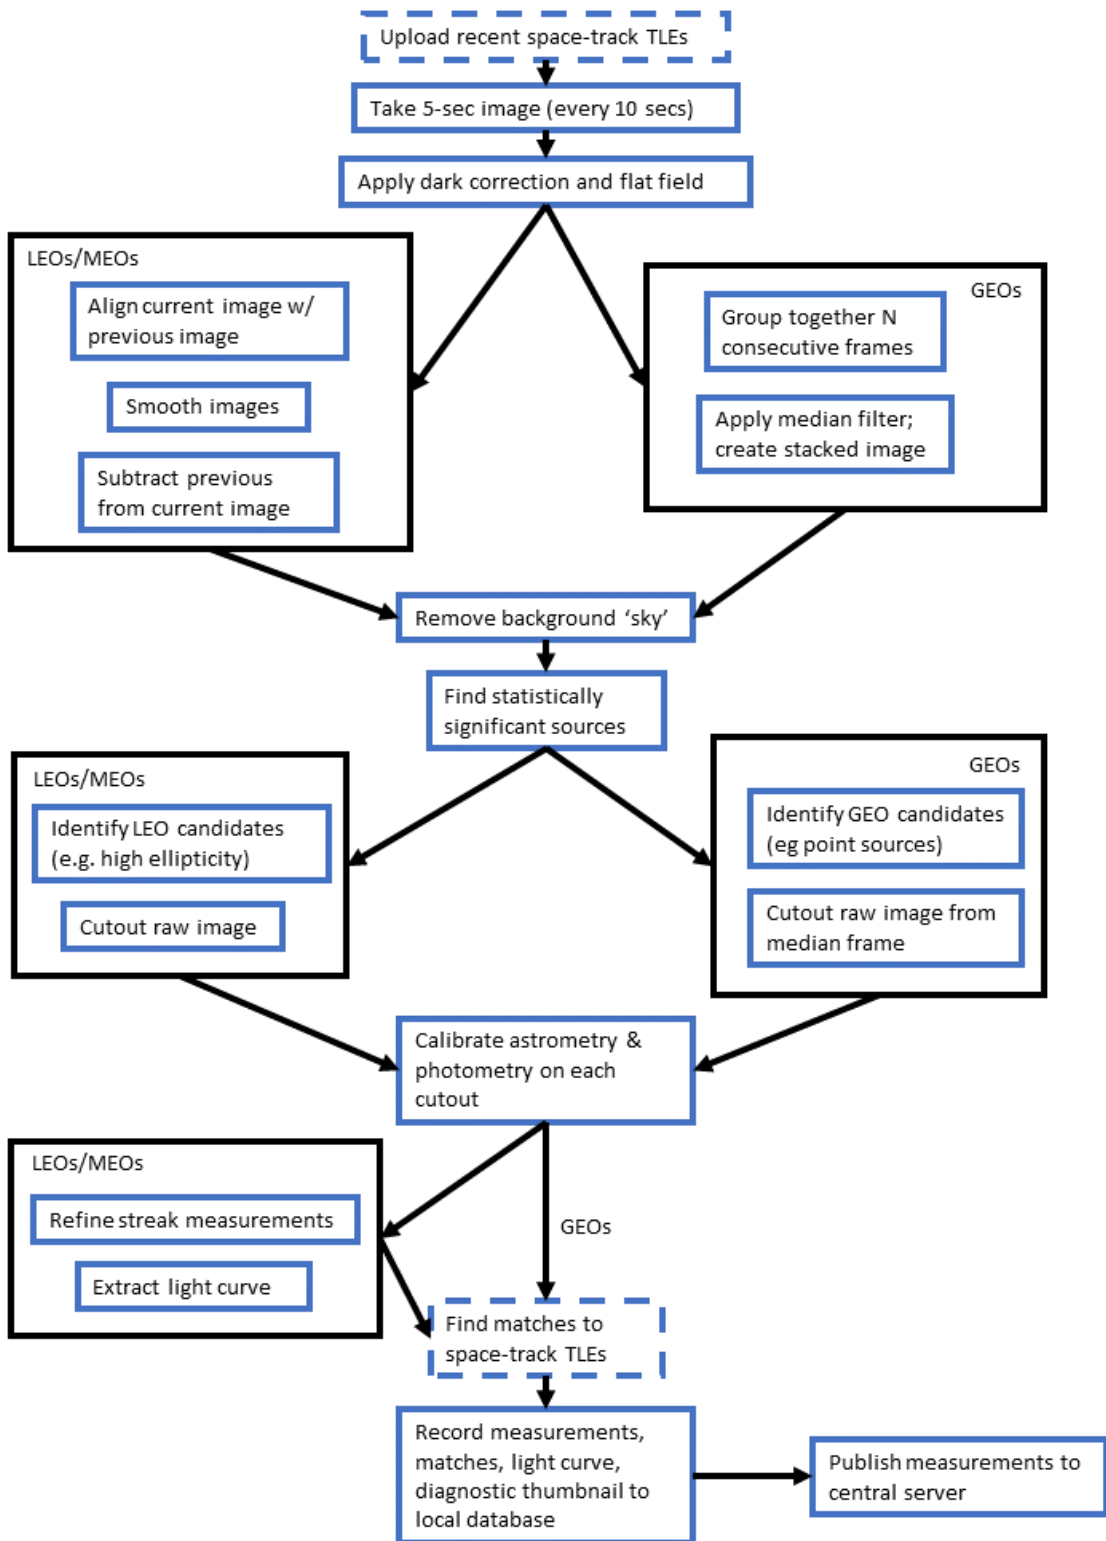 Upload recent space-track TLEs
Take 5-sec image (every 10 secs)
Apply dark correction and flat field
LEOs/MEOs
Align current image w/
previous image
Smooth images
Subtract previous
from current image
GEOs
Group together N
consecutive frames
Apply median filter;
create stacked image
Remove background ‘sky’
Find statistically
significant sources
LEOs/MEOs
Identify LEO candidates
(e.g. high ellipticity)
Cutout raw image
GEOs
Identify GEO candidates
(eg point sources)
Cutout raw image from
median frame
Calibrate astrometry &
photometry on each
cutout
LEOs/MEOs
Refine streak measurements
Extract light curve
GEOs
Find matches to
space-track TLEs
Record measurements,
matches, light curve,
diagnostic thumbnail to
local database
Publish measurements to
central server